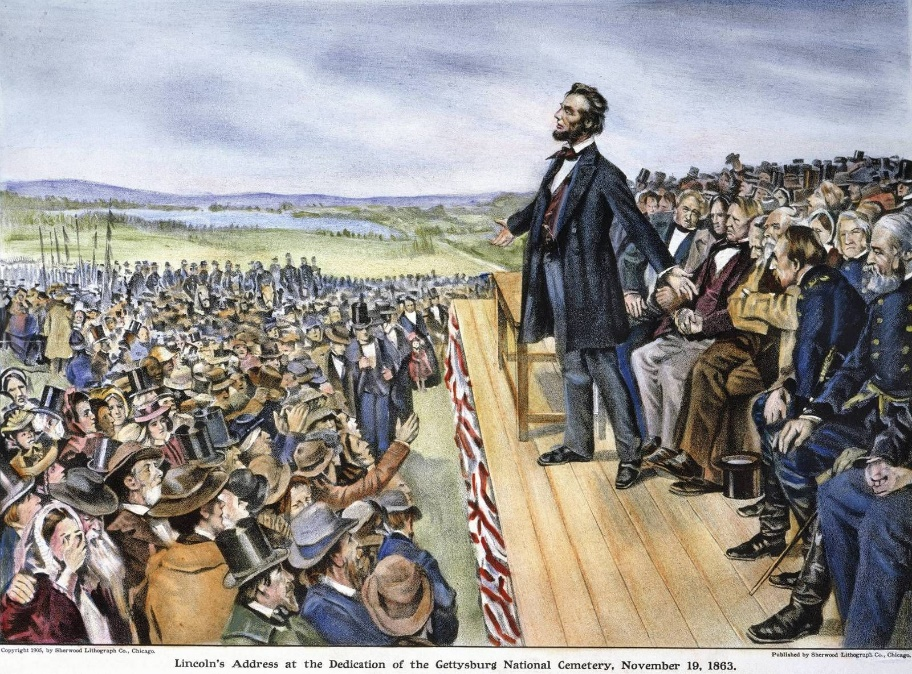 Copyright 1905, by Sherwood Lithograph Co., Chicago.
Published by Sherwood Lithograph Co., Chicago.
Lincoln's Address at the Dedication of the Gettysburg National Cemetery, November 19, 1863.